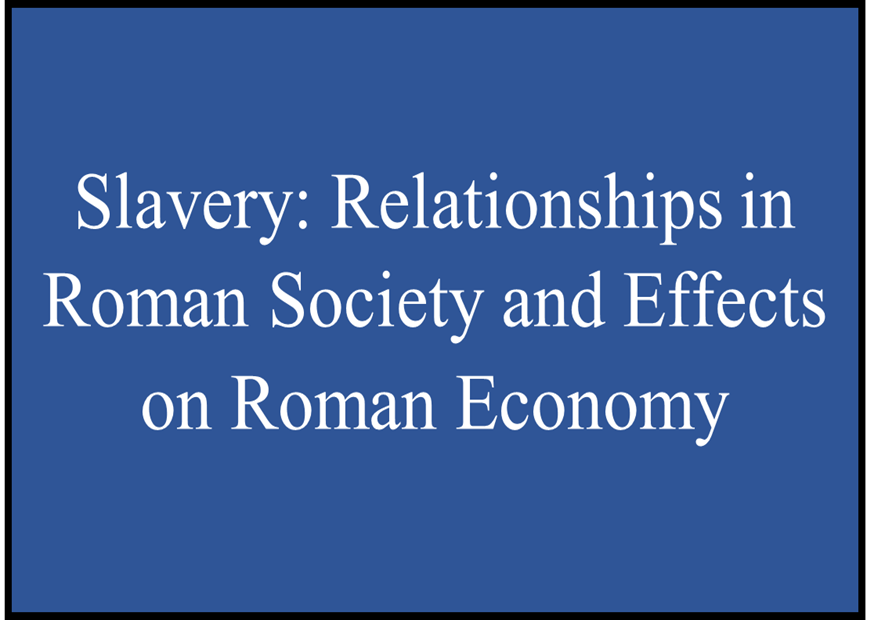 Slavery: Relationships in
Roman Society and Effects
on Roman Economy